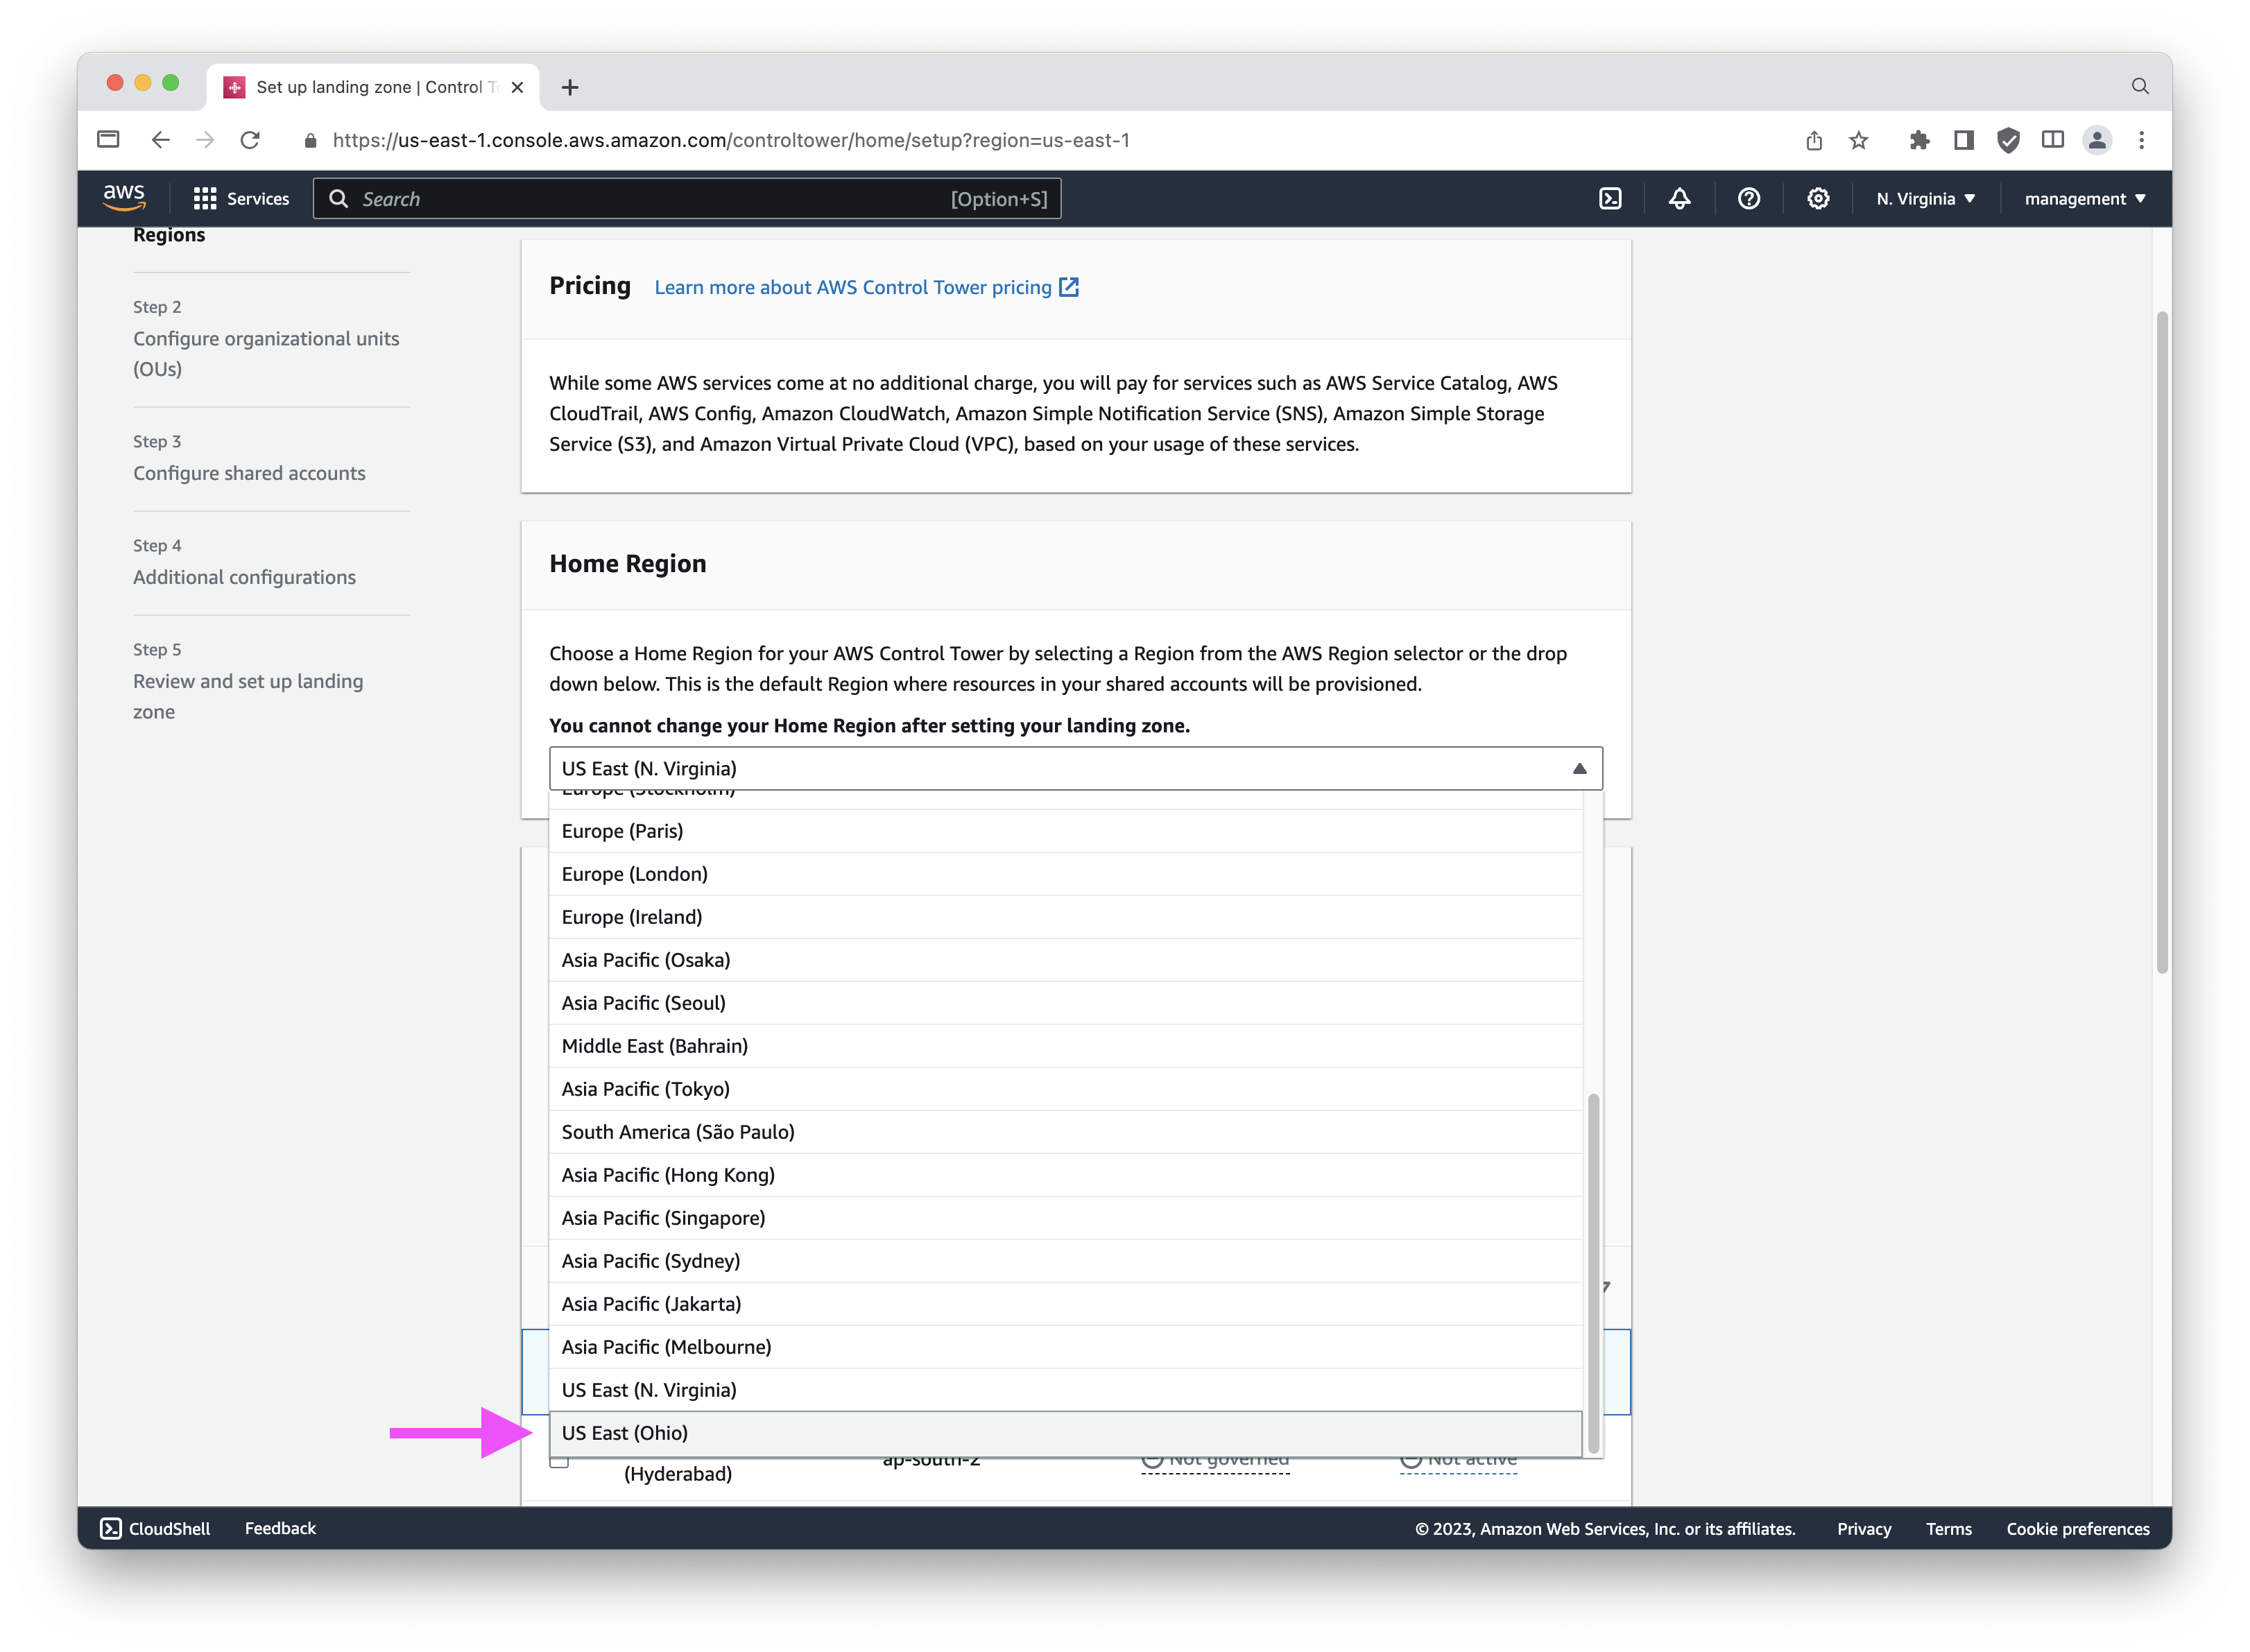 Set up landing zone | Control T
https://us-east-1.console.aws.amazon.com/controltower/home/setup?region=us-east-1
aws
Services
Search
[Option+S]
N. Virginia
management
Regions
Step 2
Configure organizational units
(OUs)
Step 3
Configure shared accounts
Step 4
Additional configurations
Step 5
Review and set up landing
zone
Pricing Learn more about AWS Control Tower pricing
While some AWS services come at no additional charge, you will pay for services such as AWS Service Catalog, AWS
CloudTrail, AWS Config, Amazon CloudWatch, Amazon Simple Notification Service (SNS), Amazon Simple Storage
Service (S3), and Amazon Virtual Private Cloud (VPC), based on your usage of these services.
Home Region
Choose a Home Region for your AWS Control Tower by selecting a Region from the AWS Region selector or the drop
down below. This is the default Region where resources in your shared accounts will be provisioned.
You cannot change your Home Region after setting your landing zone.
US East (N. Virginia)
Europe (Stockholm)
Europe (Paris)
Europe (London)
Europe (Ireland)
Asia Pacific (Osaka)
Asia Pacific (Seoul)
Middle East (Bahrain)
Asia Pacific (Tokyo)
South America (São Paulo)
Asia Pacific (Hong Kong)
Asia Pacific (Singapore)
Asia Pacific (Sydney)
Asia Pacific (Jakarta)
Asia Pacific (Melbourne)
US East (N. Virginia)
US East (Ohio)
(Hyderabad)
ap-south-2
Not governed
Not active
CloudShell
Feedback
© 2023, Amazon Web Services, Inc. or its affiliates.
Privacy
Terms
Cookie preferences